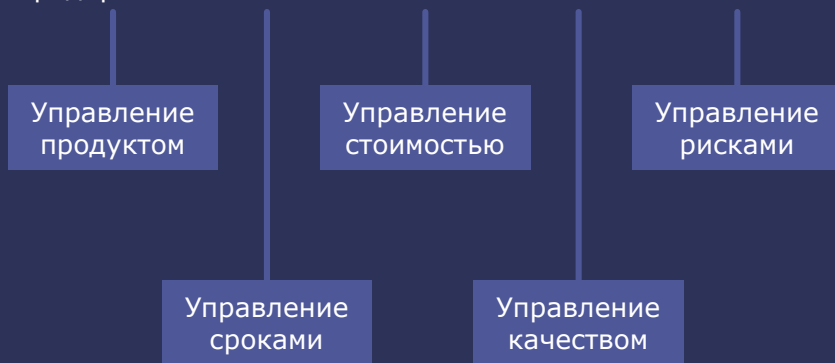 Управление
продуктом
Управление
стоимостью
Управление
рисками
Управление
сроками
Управление
качеством